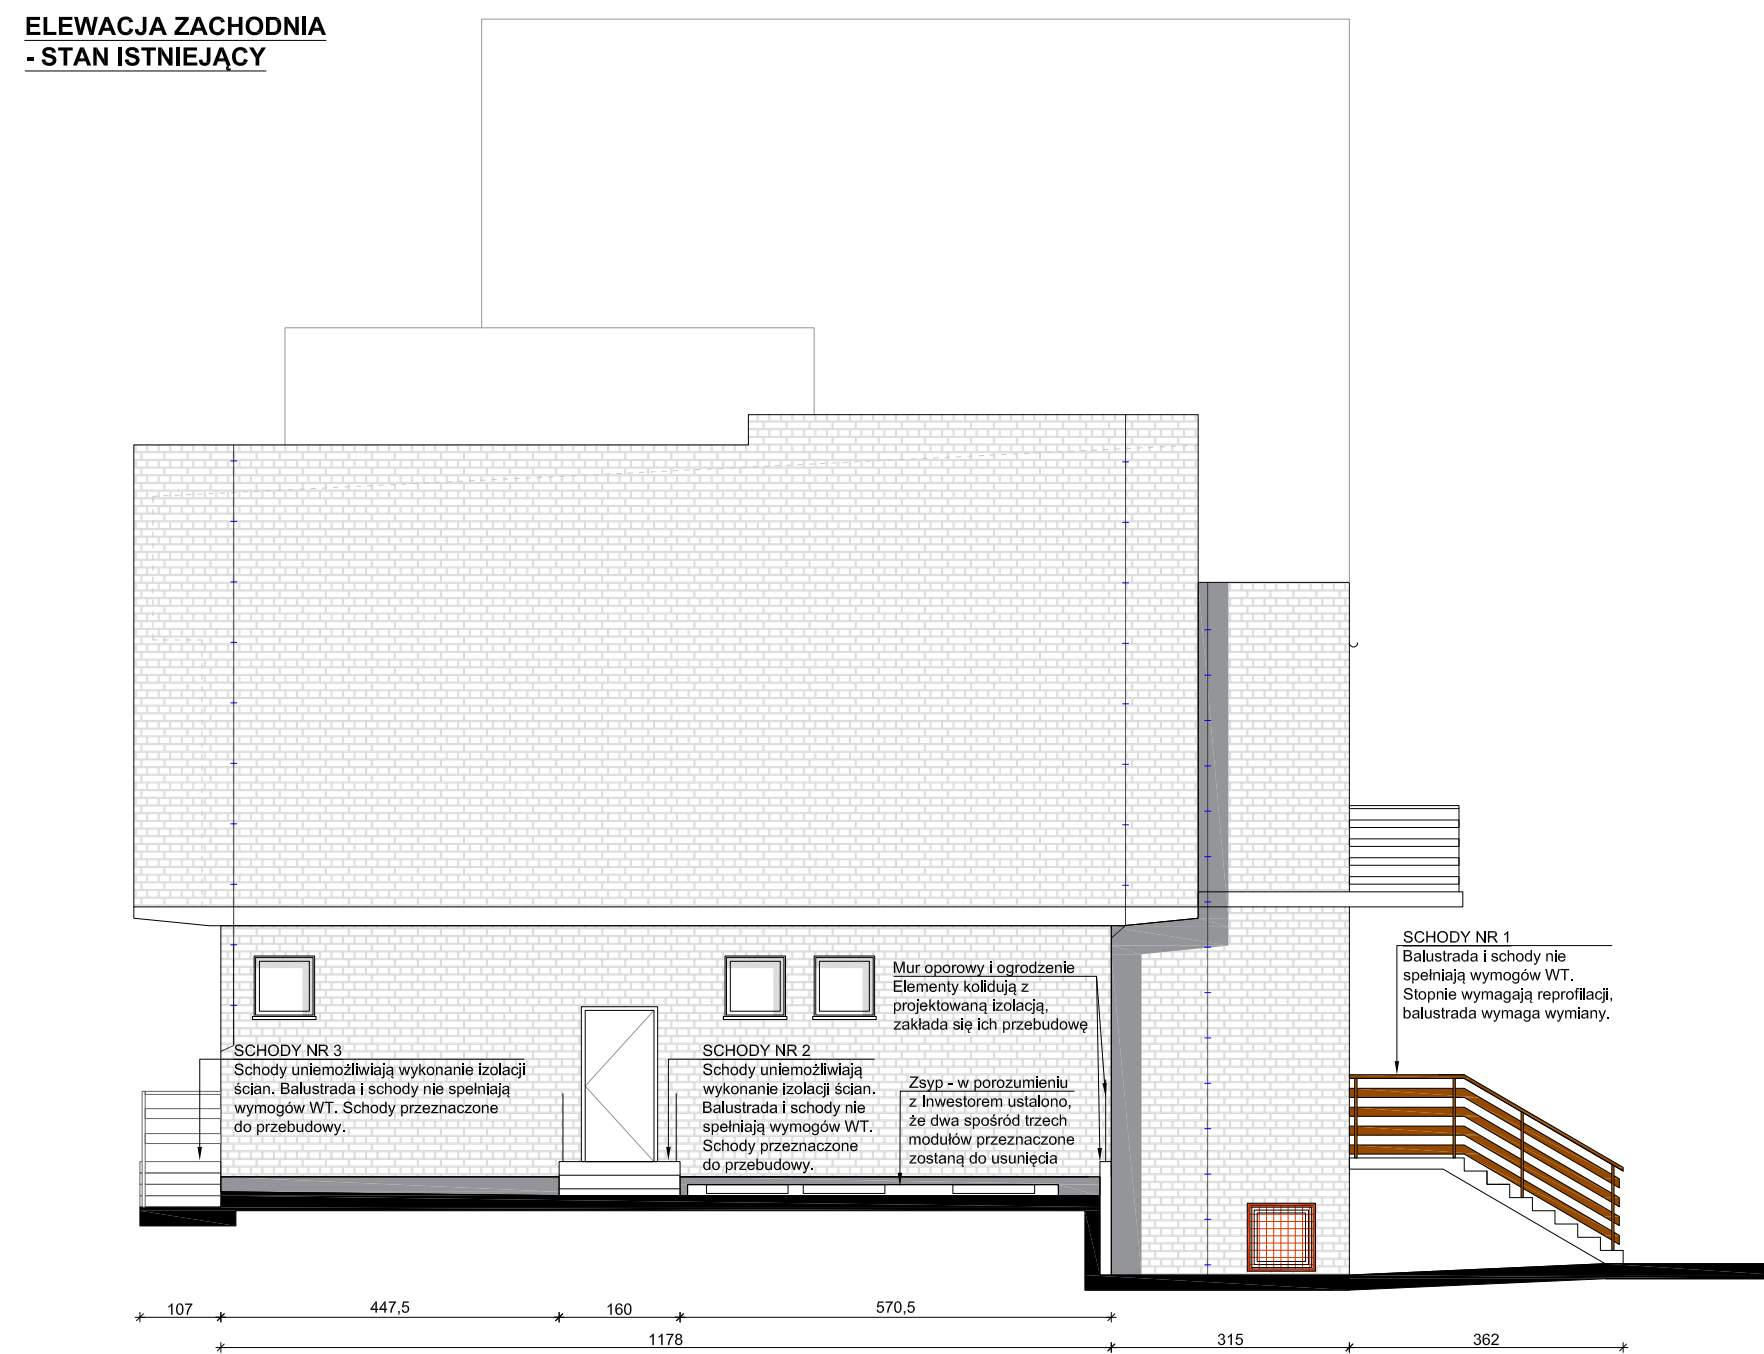 ELEWACJA ZACHODNIA
- STAN ISTNIEJĄCY
SCHODY NR 1
Balustrada i schody nie
spełniają wymogów WT.
Stopnie wymagają reprofilacji,
balustrada wymaga wymiany.
Mur oporowy i ogrodzenie
Elementy kolidują z
projektowaną izolacją,
zakłada się ich przebudowę
SCHODY NR 3
Schody uniemożliwiają wykonanie izolacji
ścian. Balustrada i schody nie spełniają
wymogów WT. Schody przeznaczone
do przebudowy.
SCHODY NR 2
Schody uniemożliwiają
wykonanie izolacji ścian.
Balustrada i schody nie
spełniają wymogów WT.
Schody przeznaczone
do przebudowy.
Zsyp - w porozumieniu
z Inwestorem ustalono,
że dwa spośród trzech
modułów przeznaczone
zostaną do usunięcia
107 447,5 160 570,5
1178 315 362